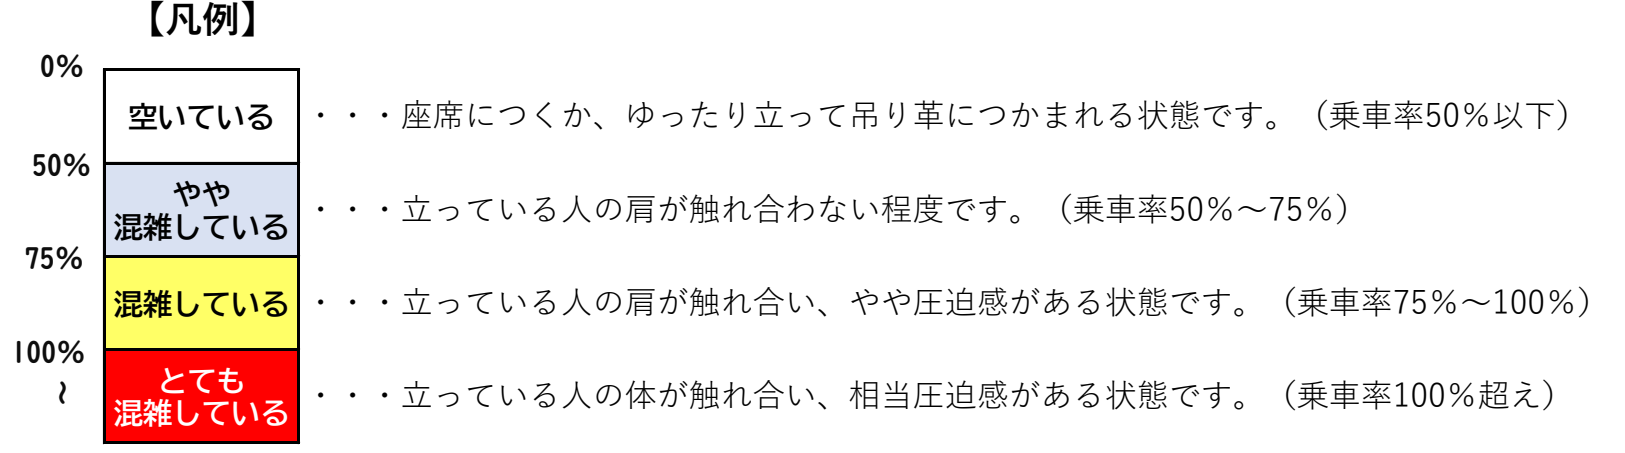 【凡例】
0%
空いている ・・・座席につくか、ゆったり立って吊り革につかまれる状態です。（乗車率50%以下）
50%
やや
混雑している ・・・立っている人の肩が触れ合わない程度です。（乗車率50%～75%）
75%
混雑している ・・・立っている人の肩が触れ合い、やや圧迫感がある状態です。（乗車率75%～100%）
100%
～
とても
混雑している ・・・立っている人の体が触れ合い、相当圧迫感がある状態です。（乗車率100%超え）